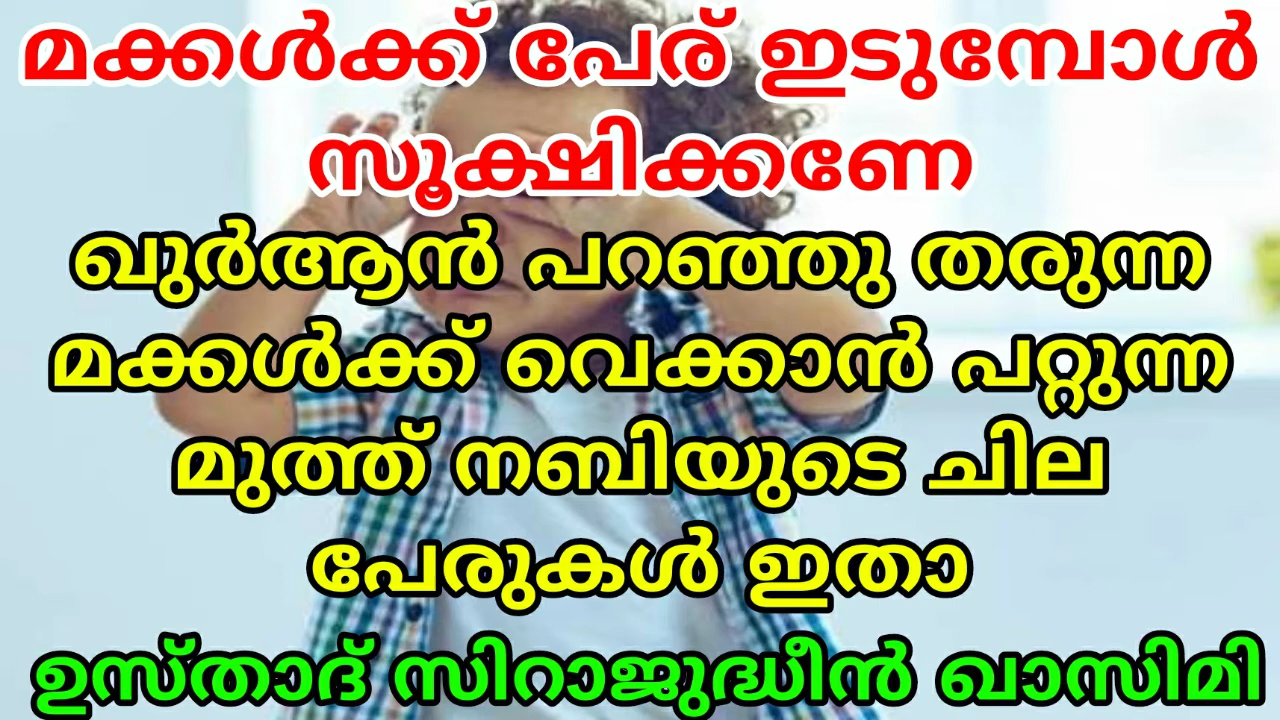 മക്കൾക്ക് പേര് ഇടുമ്പോൾ
സൂക്ഷിക്കണേ
ഖുർആൻ പറഞ്ഞു തരുന്ന
മക്കൾക്ക് വെക്കാൻ പറ്റുന്ന
മുത്ത് നബിയുടെ ചില
പേരുകൾ ഇതാ
ഉസ്താദ് സിറാജുദ്ധീൻ ഖാസിമി